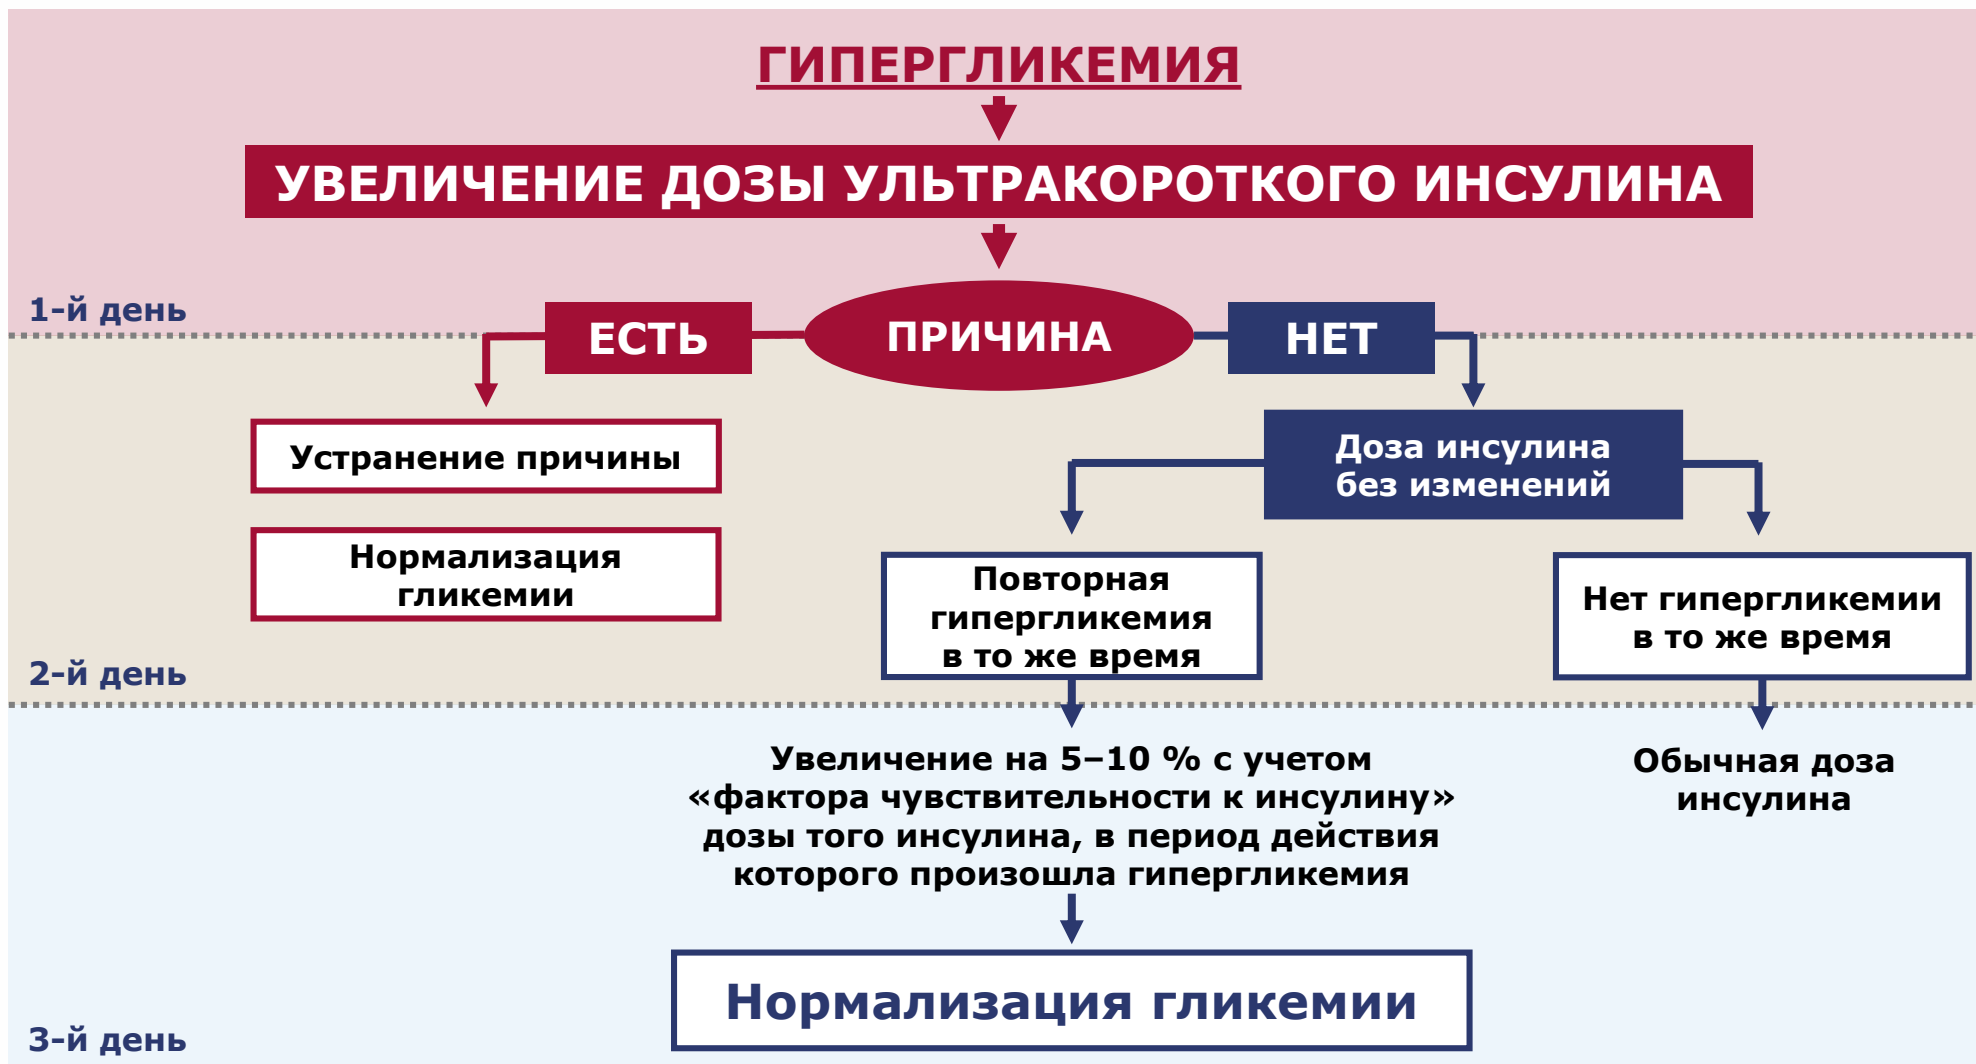 ГИПЕРГЛИКЕМИЯ
УВЕЛИЧЕНИЕ ДОЗЫ УЛЬТРАКОРОТКОГО ИНСУЛИНА
1-й день
ЕСТЬ
ПРИЧИНА
НЕТ
Устранение причины
Нормализация
гликемии
Доза инсулина
без изменений
Повторная
гипергликемия
в то же время
Нет гипергликемии
в то же время
2-й день
Увеличение на 5–10 % с учетом
«фактора чувствительности к инсулину»
дозы того инсулина, в период действия
которого произошла гипергликемия
Обычная доза
инсулина
Нормализация гликемии
3-й день